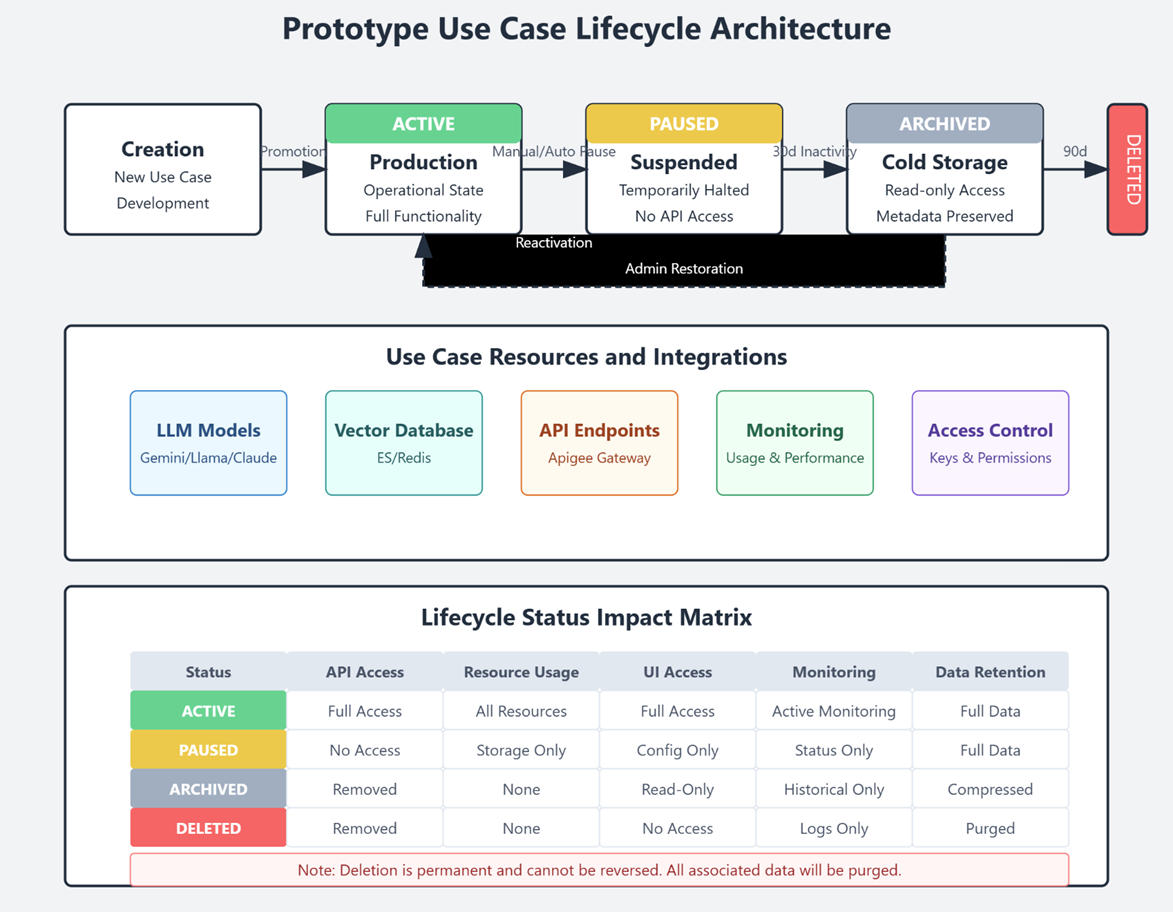 Prototype Use Case Lifecycle Architecture
Creation
New Use Case
Development
Promotion
ACTIVE
Production
Operational State
Full Functionality
Manual/Auto Pause
PAUSED
Suspended
Temporarily Halted
No API Access
30d Inactivity
ARCHIVED
Cold Storage
Read-only Access
Metadata Preserved
90d
DELETED
Reactivation
Admin Restoration
Use Case Resources and Integrations
LLM Models
Gemini/Llama/Claude
Vector Database
ES/Redis
API Endpoints
Apigee Gateway
Monitoring
Usage & Performance
Access Control
Keys & Permissions
Lifecycle Status Impact Matrix
Status API Access Resource Usage UI Access Monitoring Data Retention
ACTIVE Full Access All Resources Full Access Active Monitoring Full Data
PAUSED No Access Storage Only Config Only Status Only Full Data
ARCHIVED Removed None Read-Only Historical Only Compressed
DELETED Removed None No Access Logs Only Purged
Note: Deletion is permanent and cannot be reversed. All associated data will be purged.